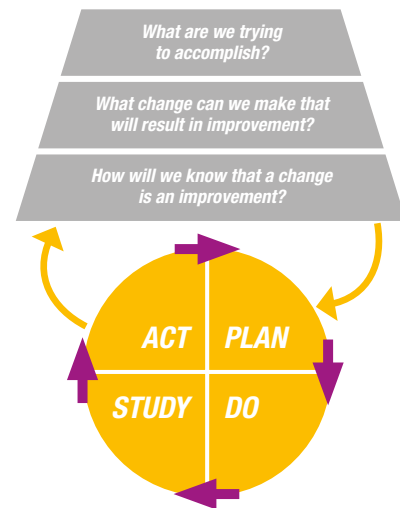 What are we trying
to accomplish?
What change can we make that
will result in improvement?
How will we know that a change
is an improvement?
ACT PLAN
STUDY DO